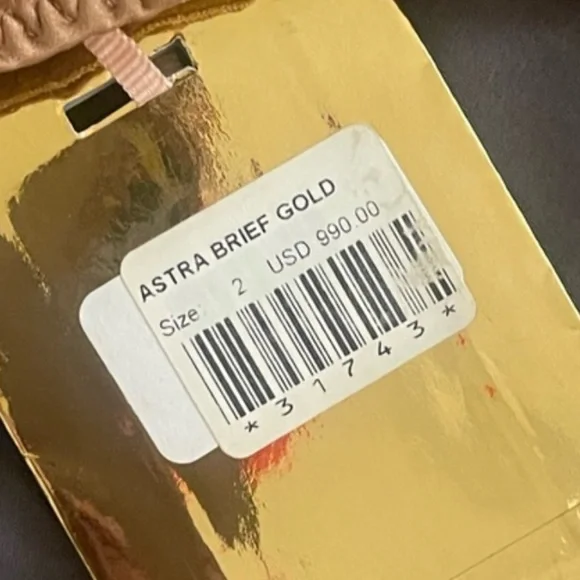 ASTRA BRIEF GOLD
Size: 2 USD 990.00
* 3 1 7 4 3 *